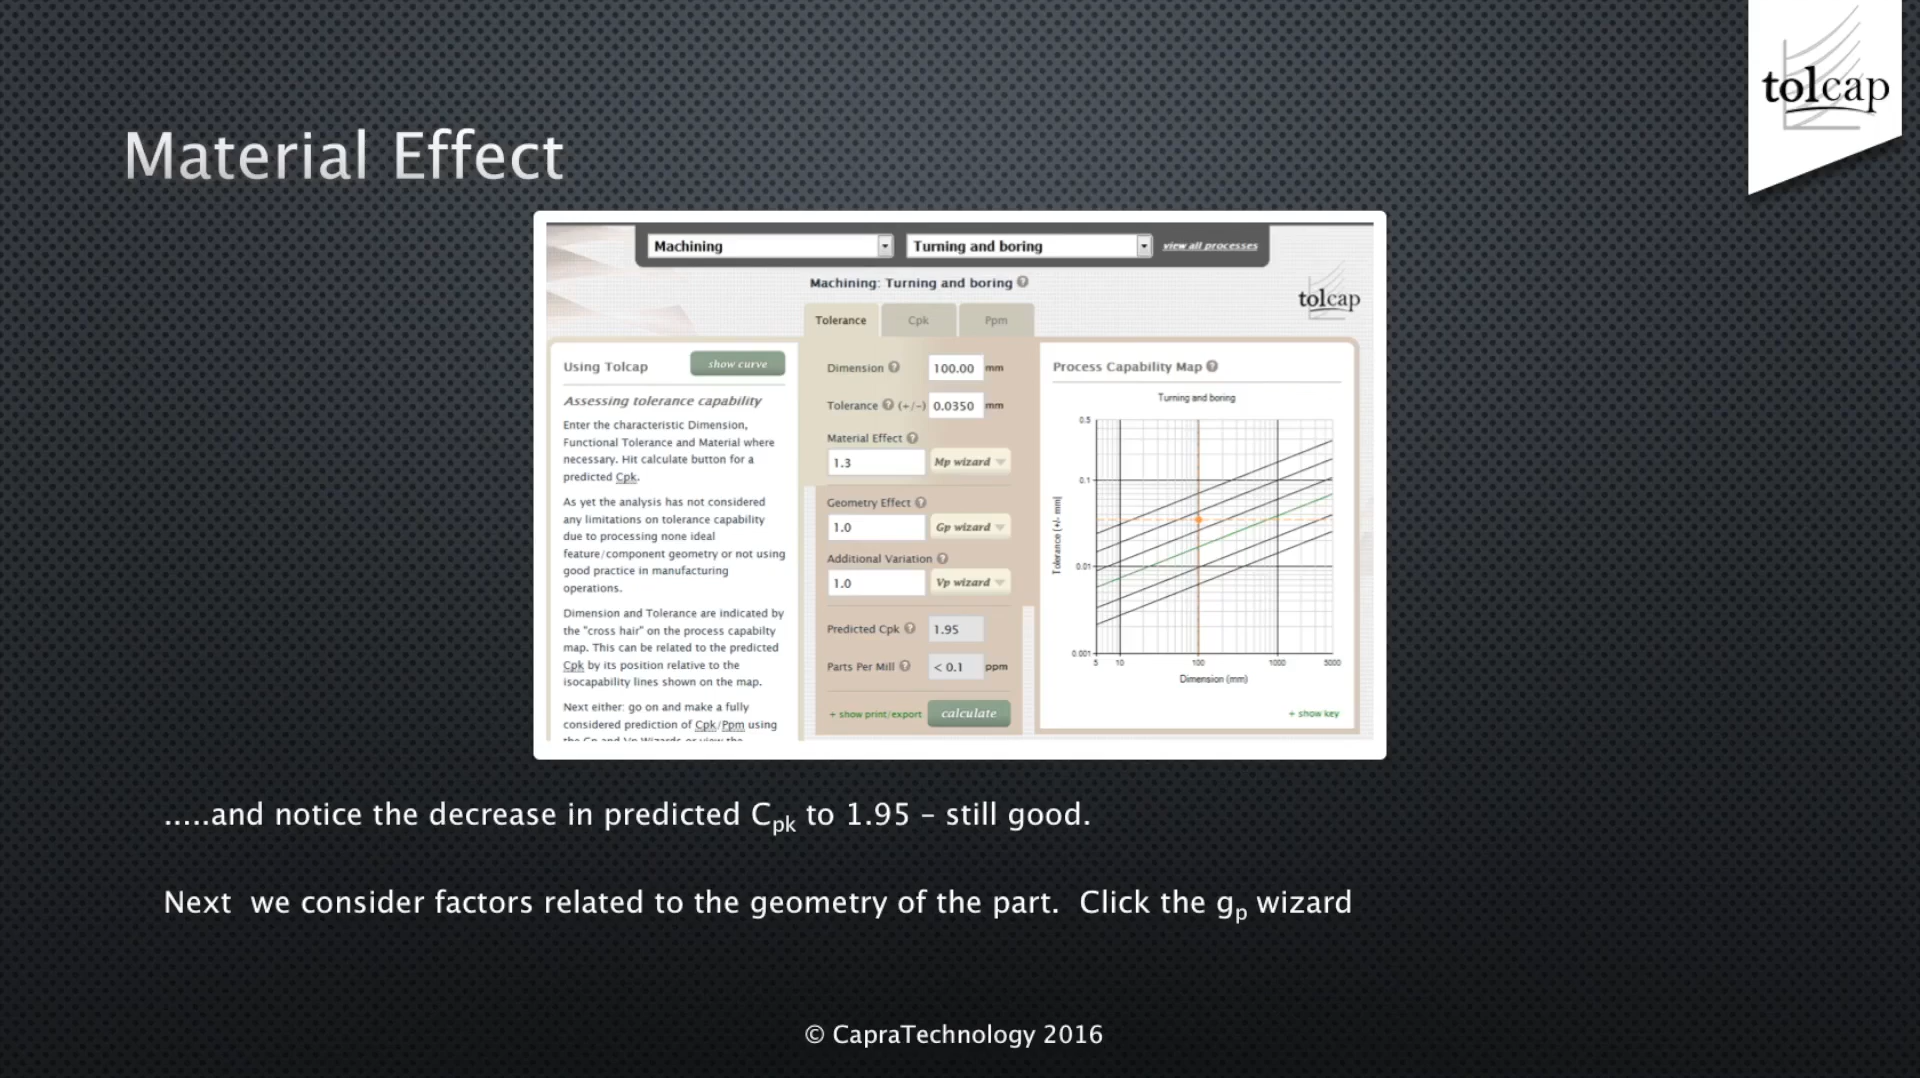 tolcap
Material Effect
Machining
Turning and boring
view all processes
Machining: Turning and boring
tolcap
Tolerance
Cpk
Ppm
Using Tolcap
show curve
Assessing tolerance capability
Enter the characteristic Dimension,
Functional Tolerance and Material where
necessary. Hit calculate button for a
predicted Cpk.
As yet the analysis has not considered
any limitations on tolerance capability
due to processing none ideal
feature/component geometry or not using
good practice in manufacturing
operations.
Dimension and Tolerance are indicated by
the "cross hair" on the process capabilty
map. This can be related to the predicted
Cpk by its position relative to the
isocapability lines shown on the map.
Next either: go on and make a fully
considered prediction of Cpk/Ppm using
the Gp and Vp Wizards or view the
Dimension ? 100.00 mm
Tolerance ? (+/-) 0.0350 mm
Material Effect ?
1.3 Mp wizard
Geometry Effect ?
1.0 Gp wizard
Additional Variation ?
1.0 Vp wizard
Predicted Cpk ? 1.95
Parts Per Mill ? < 0.1 ppm
+ show print/export calculate
Process Capability Map ?
Turning and boring
0.5
0.1
0.01
0.001
Tolerance (+/- mm)
5 10 100 1000 5000
Dimension (mm)
+ show key
.....and notice the decrease in predicted Cpk to 1.95 – still good.
Next we consider factors related to the geometry of the part. Click the gp wizard
© CapraTechnology 2016